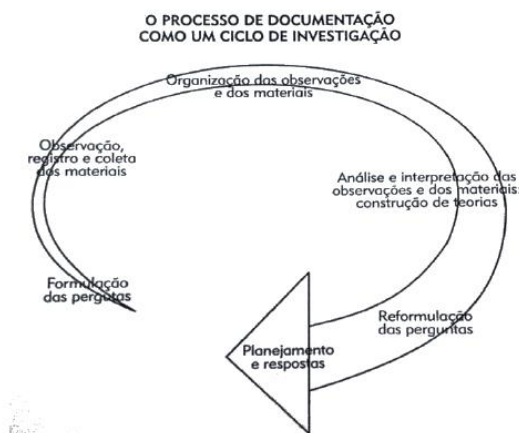 O PROCESSO DE DOCUMENTAÇÃO
COMO UM CICLO DE INVESTIGAÇÃO
Organização das observações
e dos materiais
Observação,
registro e coleta
dos materiais
Análise e interpretação das
observações e dos materiais:
construção de teorias
Formulação
das pergutas
Reformulação
das perguntas
Planejamento
e respostas